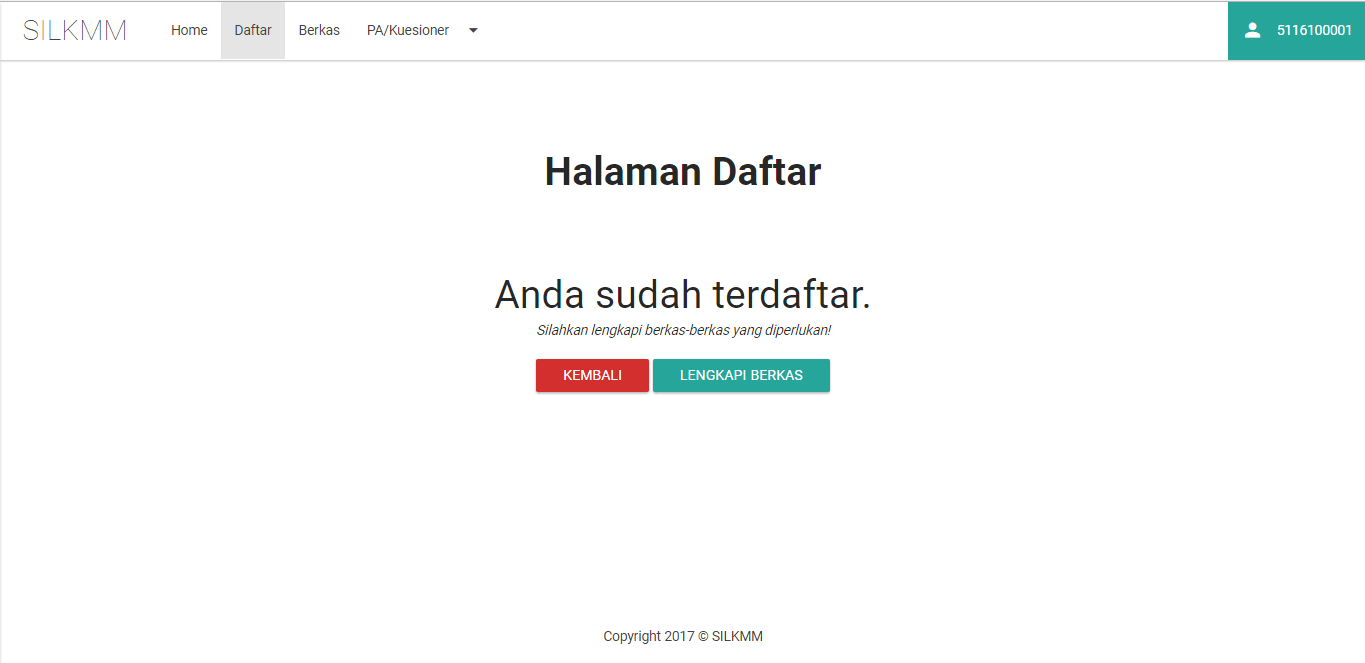 SILKMM Home Daftar Berkas PA/Kuesioner 5116100001
Halaman Daftar
Anda sudah terdaftar.
Silahkan lengkapi berkas-berkas yang diperlukan!
KEMBALI LENGKAPI BERKAS
Copyright 2017 © SILKMM